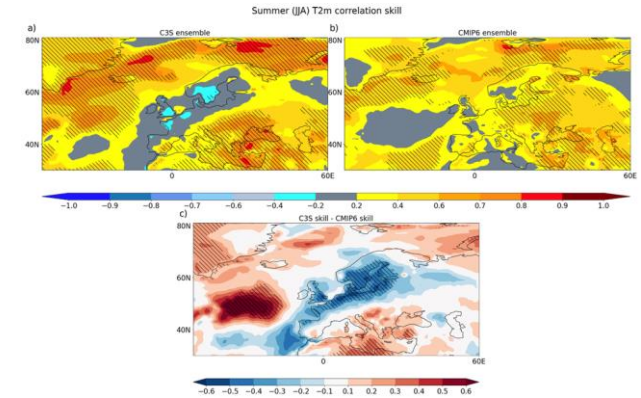 Summer (JJA) T2m correlation skill
a) C3S ensemble
b) CMIP6 ensemble
80N 80N
60N 60N
40N 40N
0 60E 0 60E
−1.0 −0.9 −0.8 −0.7 −0.6 −0.4 −0.2 0.2 0.4 0.6 0.7 0.8 0.9 1.0
c) C3S skill - CMIP6 skill
80N
60N
40N
0 60E
−0.6 −0.5 −0.4 −0.3 −0.2 −0.1 0.1 0.2 0.3 0.4 0.5 0.6